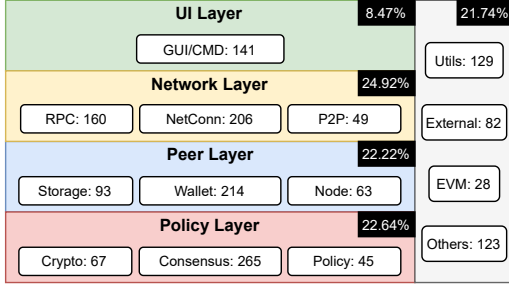 UI Layer 8.47%
GUI/CMD: 141
Network Layer 24.92%
RPC: 160 NetConn: 206 P2P: 49
Peer Layer 22.22%
Storage: 93 Wallet: 214 Node: 63
Policy Layer 22.64%
Crypto: 67 Consensus: 265 Policy: 45
21.74%
Utils: 129
External: 82
EVM: 28
Others: 123